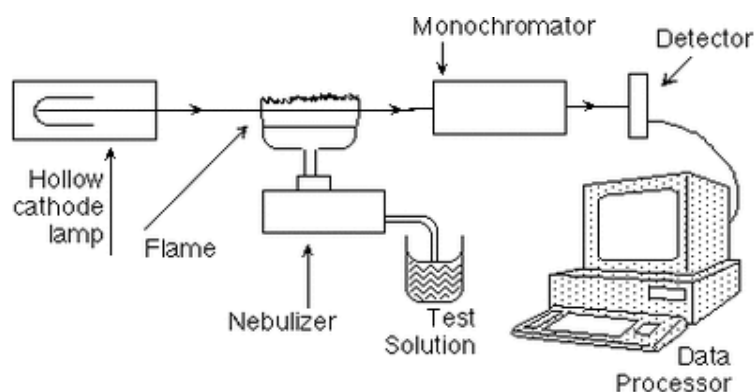 Monochromator
Detector
Hollow
cathode
lamp
Flame
Nebulizer
Test
Solution
Data
Processor